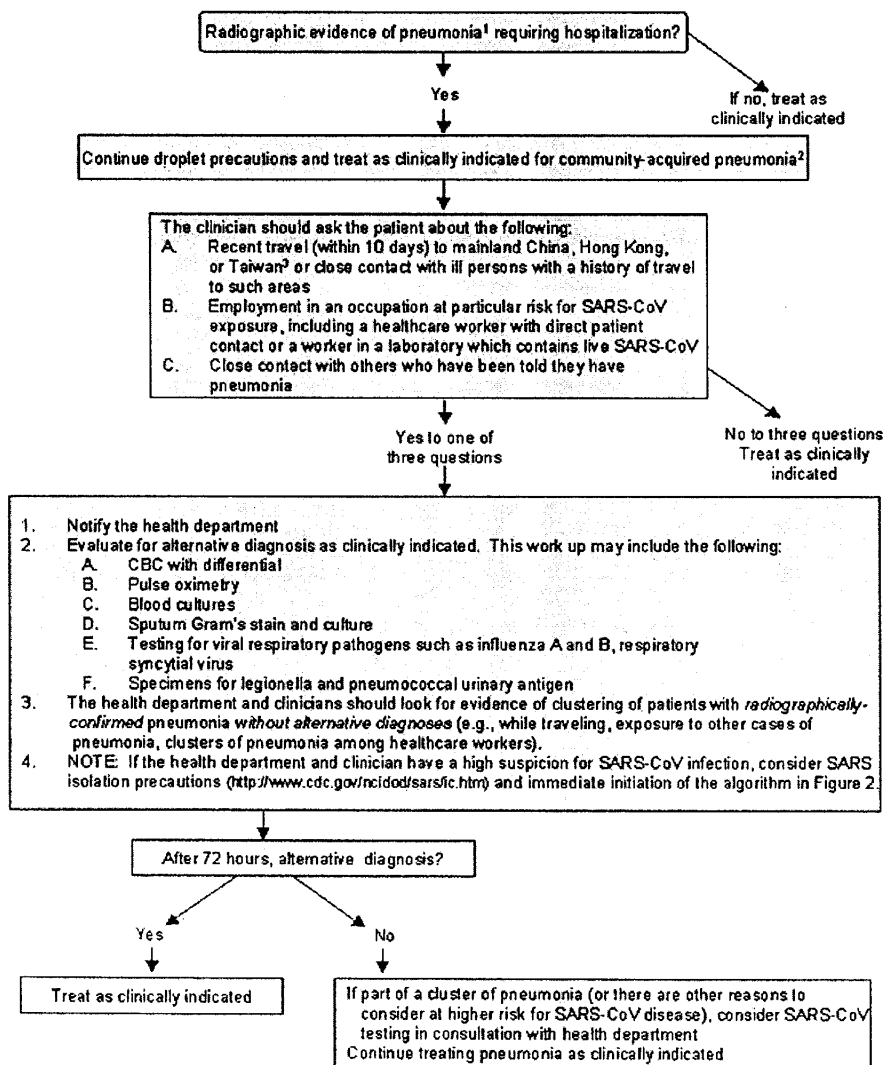 Radiographic evidence of pneumonia1 requiring hospitalization?
Yes
If no, treat as
clinically indicated
Continue droplet precautions and treat as clinically indicated for community-acquired pneumonia2
The clinician should ask the patient about the following:
A. Recent travel (within 10 days) to mainland China, Hong Kong,
or Taiwan3 or close contact with ill persons with a history of travel
to such areas
B. Employment in an occupation at particular risk for SARS-CoV
exposure, including a healthcare worker with direct patient
contact or a worker in a laboratory which contains live SARS-CoV
C. Close contact with others who have been told they have
pneumonia
Yes to one of
three questions
No to three questions
Treat as clinically
indicated
1. Notify the health department
2. Evaluate for alternative diagnosis as clinically indicated. This work up may include the following:
A. CBC with differential
B. Pulse oximetry
C. Blood cultures
D. Sputum Gram's stain and culture
E. Testing for viral respiratory pathogens such as influenza A and B, respiratory
syncytial virus
F. Specimens for legionella and pneumococcal urinary antigen
3. The health department and clinicians should look for evidence of clustering of patients with radiographically-
confirmed pneumonia without alternative diagnoses (e.g., while traveling, exposure to other cases of
pneumonia, clusters of pneumonia among healthcare workers).
4. NOTE: If the health department and clinician have a high suspicion for SARS-CoV infection, consider SARS
isolation precautions (http://www.cdc.gov/ncidod/sars/ic.htm) and immediate initiation of the algorithm in Figure 2.
After 72 hours, alternative diagnosis?
Yes
No
Treat as clinically indicated
If part of a cluster of pneumonia (or there are other reasons to
consider at higher risk for SARS-CoV disease), consider SARS-CoV
testing in consultation with health department
Continue treating pneumonia as clinically indicated